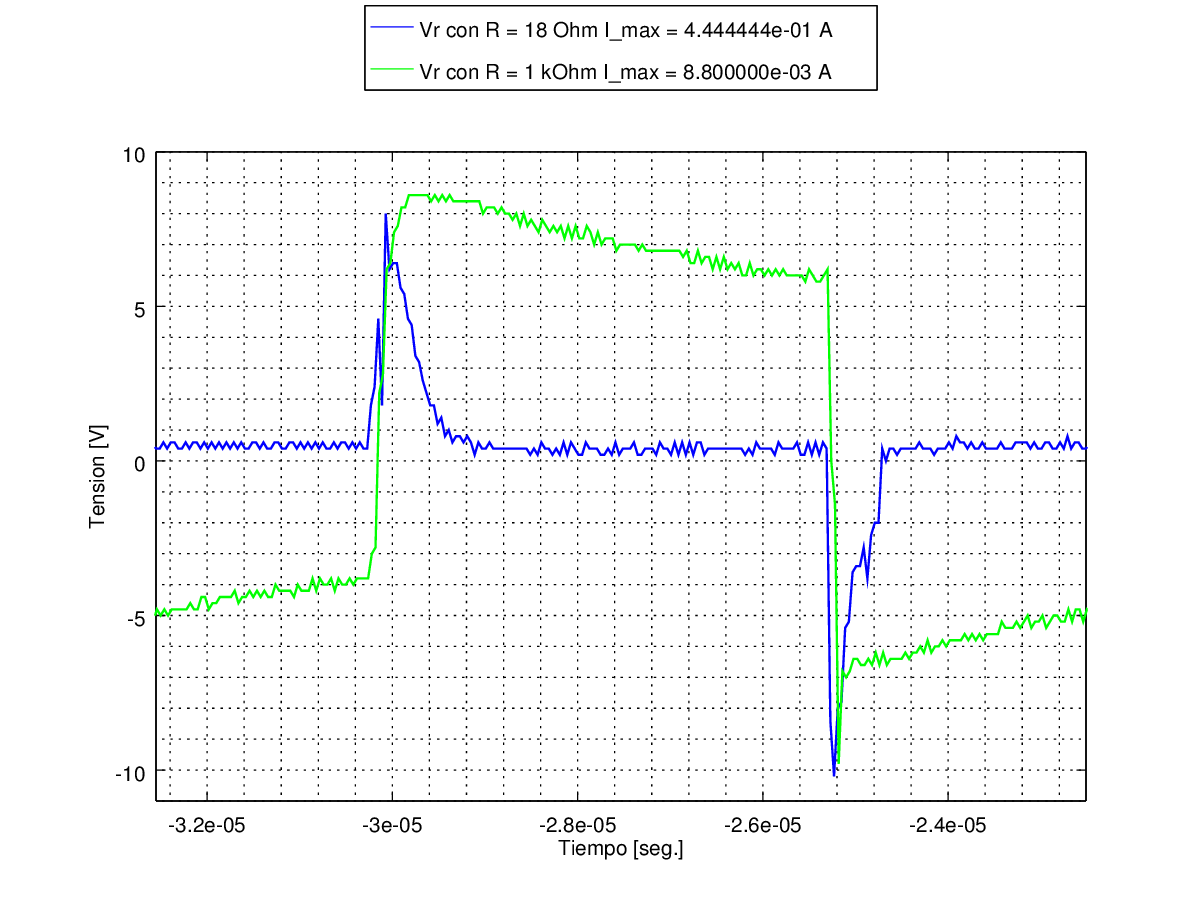 Vr con R = 18 Ohm I_max = 4.444444e-01 A
Vr con R = 1 kOhm I_max = 8.800000e-03 A
10
5
0
-5
-10
Tension [V]
-3.2e-05 -3e-05 -2.8e-05 -2.6e-05 -2.4e-05
Tiempo [seg.]